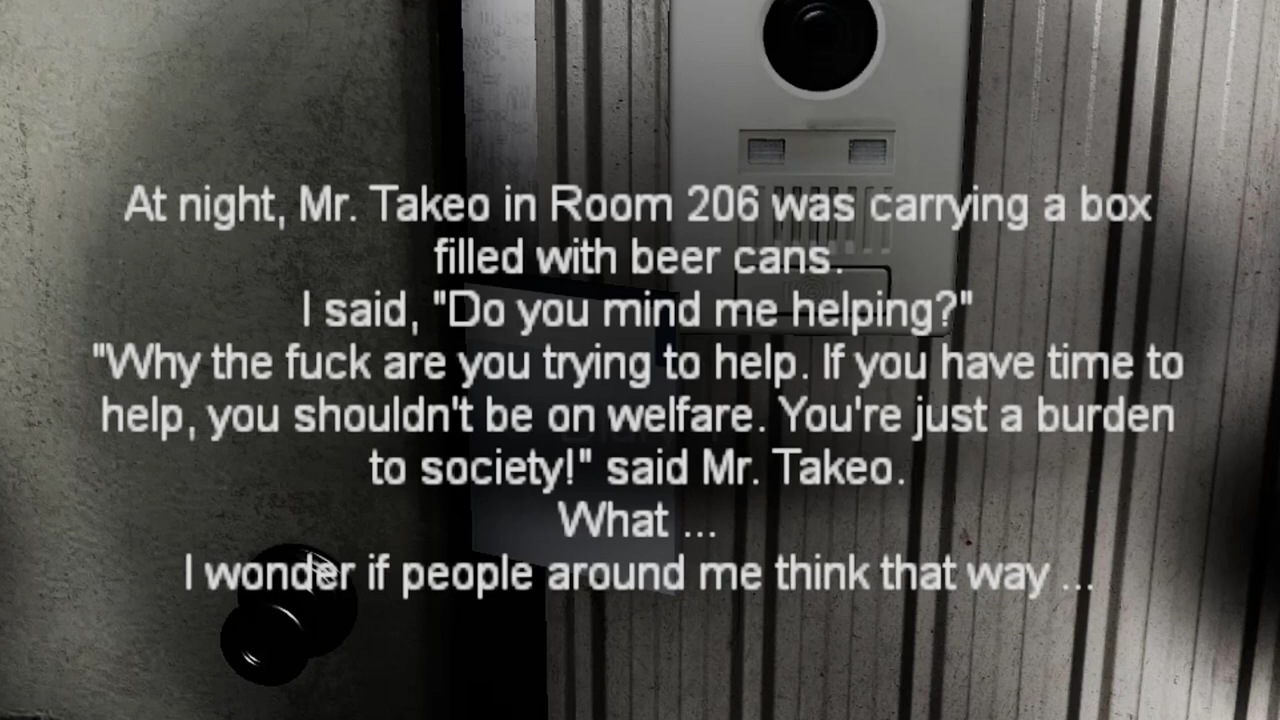 At night, Mr. Takeo in Room 206 was carrying a box
filled with beer cans.
I said, "Do you mind me helping?"
"Why the fuck are you trying to help. If you have time to
help, you shouldn't be on welfare. You're just a burden
to society!" said Mr. Takeo.
What ...
I wonder if people around me think that way ...